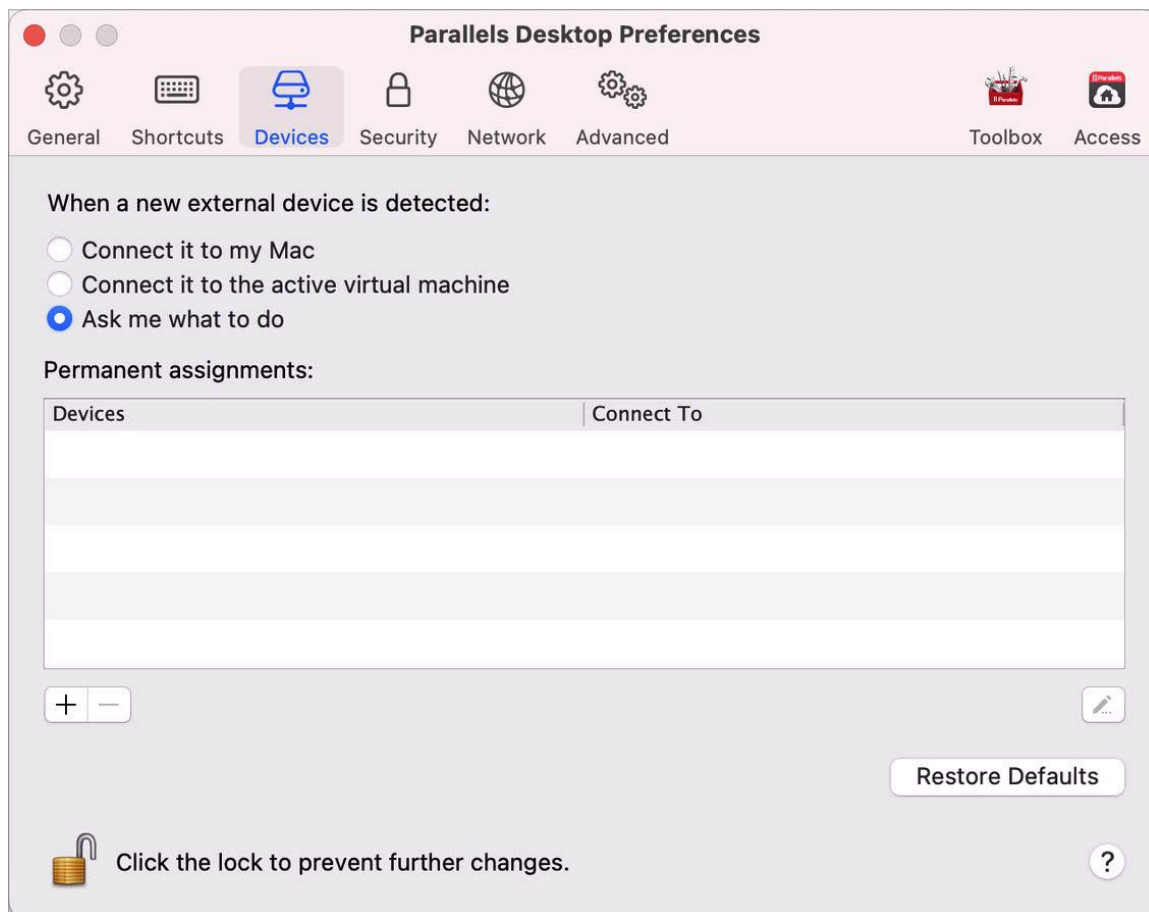 Parallels Desktop Preferences
General Shortcuts Devices Security Network Advanced Toolbox Access
When a new external device is detected:
Connect it to my Mac
Connect it to the active virtual machine
Ask me what to do
Permanent assignments:
Devices Connect To
Restore Defaults
Click the lock to prevent further changes.
?